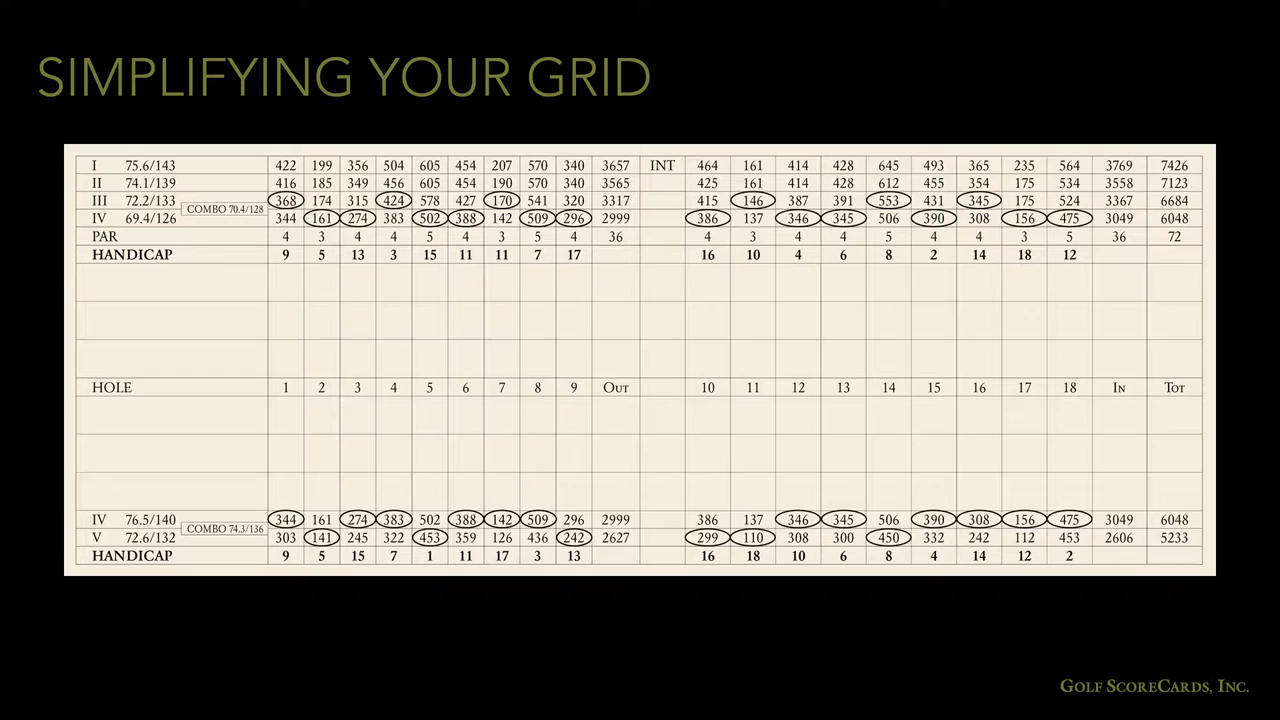 SIMPLIFYING YOUR GRID
I 75.6/143 422 199 356 504 605 454 207 570 340 3657 INT 464 161 414 428 645 493 365 235 564 3769 7426
II 74.1/139 416 185 349 456 605 454 190 570 340 3565 425 161 414 428 612 455 354 175 534 3558 7123
III 72.2/133 368 174 315 424 578 427 170 541 320 3317 415 146 387 391 553 431 345 175 524 3367 6684
COMBO 70.4/128
IV 69.4/126 344 161 274 383 502 388 142 509 296 2999 386 137 346 345 506 390 308 156 475 3049 6048
PAR 4 3 4 4 5 4 3 5 4 36 4 3 4 4 5 4 4 3 5 36 72
HANDICAP 9 5 13 3 15 11 11 7 17 16 10 4 6 8 2 14 18 12
HOLE 1 2 3 4 5 6 7 8 9 OUT 10 11 12 13 14 15 16 17 18 IN TOT
IV 76.5/140 344 161 274 383 502 388 142 509 296 2999 386 137 346 345 506 390 308 156 475 3049 6048
COMBO 74.3/136
V 72.6/132 303 141 245 322 453 359 126 436 242 2627 299 110 308 300 450 332 242 112 453 2606 5233
HANDICAP 9 5 15 7 1 11 17 3 13 16 18 10 6 8 4 14 12 2
GOLF SCORECARDS, INC.